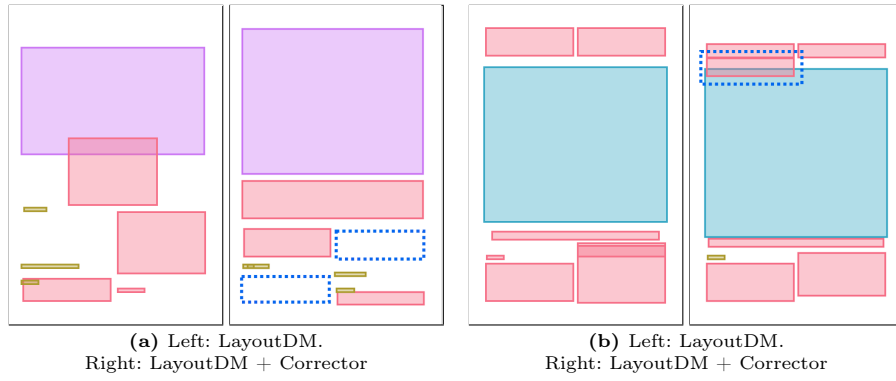 (a) Left: LayoutDM.
Right: LayoutDM + Corrector
(b) Left: LayoutDM.
Right: LayoutDM + Corrector